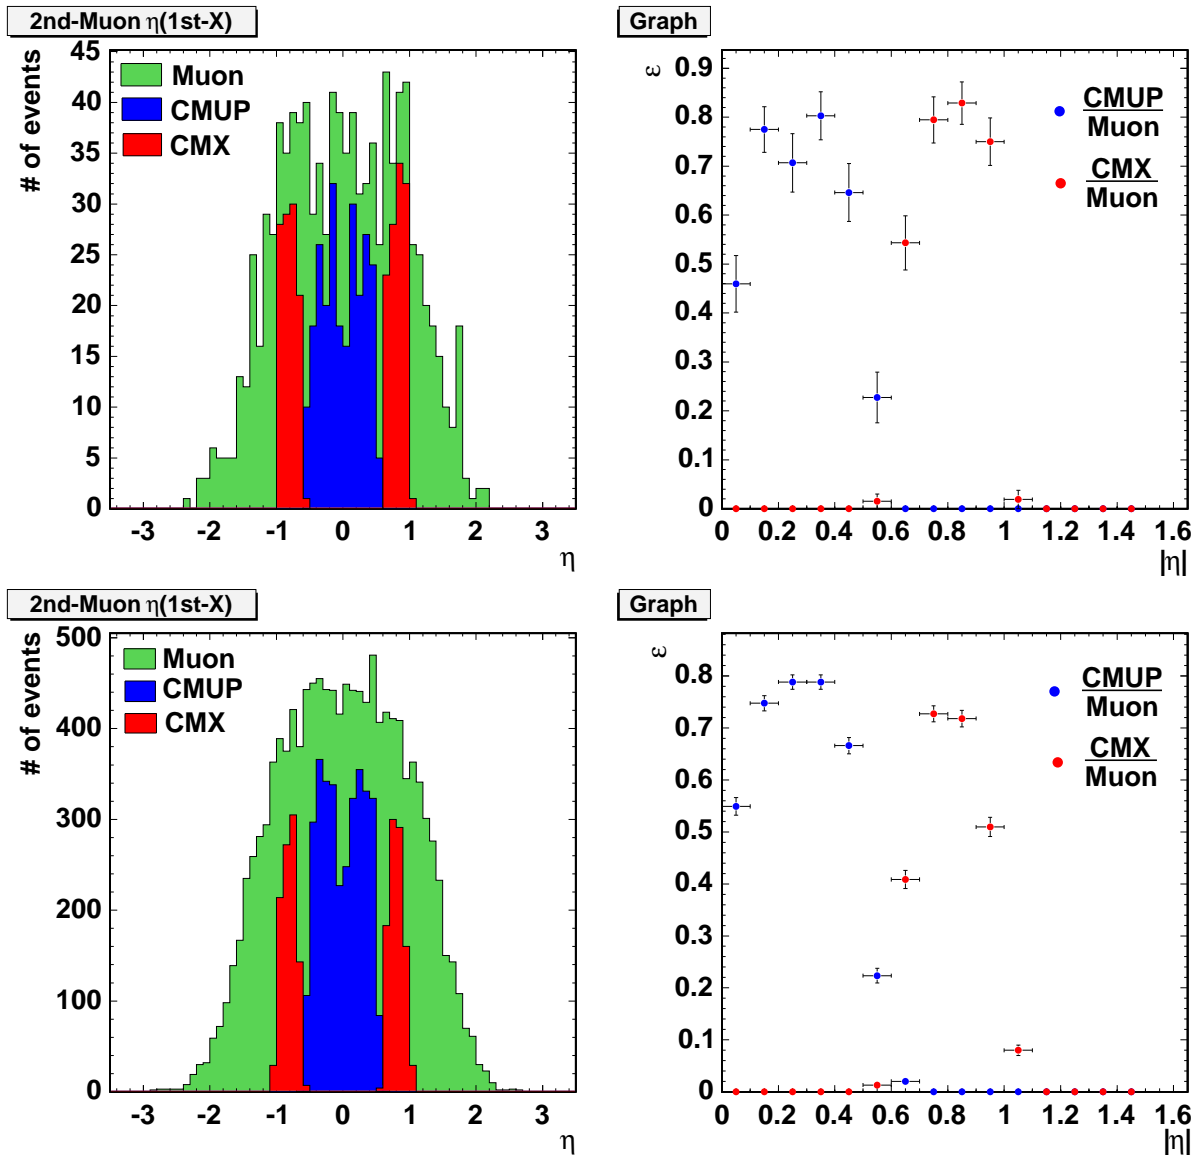 2nd-Muon η(1st-X)
# of events
45
40
35
30
25
20
15
10
5
0
Muon
CMUP
CMX
-3 -2 -1 0 1 2 3
η
Graph
ε
0.9
0.8
0.7
0.6
0.5
0.4
0.3
0.2
0.1
0
CMUP
Muon
CMX
Muon
0 0.2 0.4 0.6 0.8 1 1.2 1.4 1.6
|η|
2nd-Muon η(1st-X)
# of events
500
400
300
200
100
0
Muon
CMUP
CMX
-3 -2 -1 0 1 2 3
η
Graph
ε
0.8
0.7
0.6
0.5
0.4
0.3
0.2
0.1
0
CMUP
Muon
CMX
Muon
0 0.2 0.4 0.6 0.8 1 1.2 1.4 1.6
|η|